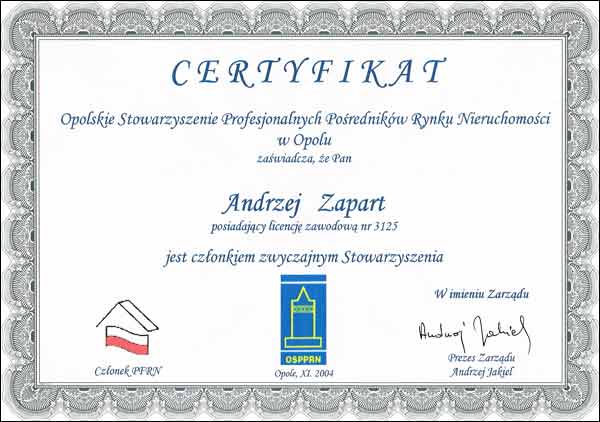 CERTYFIKAT
Opolskie Stowarzyszenie Profesjonalnych Pośredników Rynku Nieruchomości
w Opolu
zaświadcza, że Pan
Andrzej Zapart
posiadający licencję zawodową nr 3125
jest członkiem zwyczajnym Stowarzyszenia
OSPPRN
Opole, XI. 2004
Członek PFRN
W imieniu Zarządu
Andrzej Jakiel
Prezes Zarządu
Andrzej Jakiel